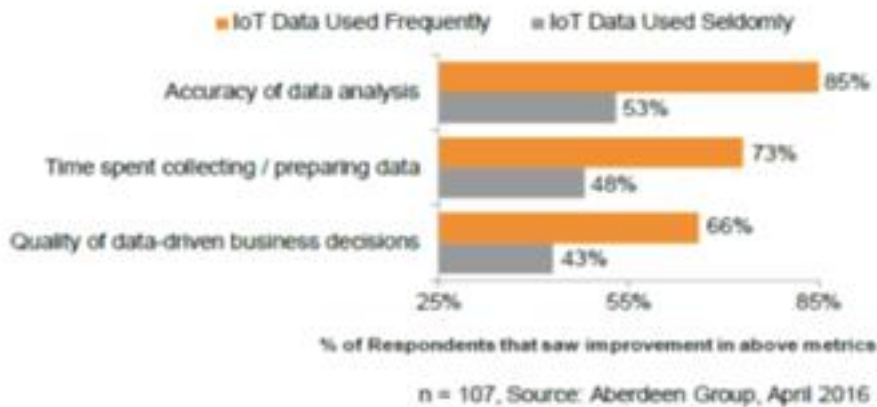 IoT Data Used Frequently IoT Data Used Seldomly
Accuracy of data analysis
85%
53%
Time spent collecting / preparing data
73%
48%
Quality of data-driven business decisions
66%
43%
25% 55% 85%
% of Respondents that saw improvement in above metrics
n = 107, Source: Aberdeen Group, April 2016